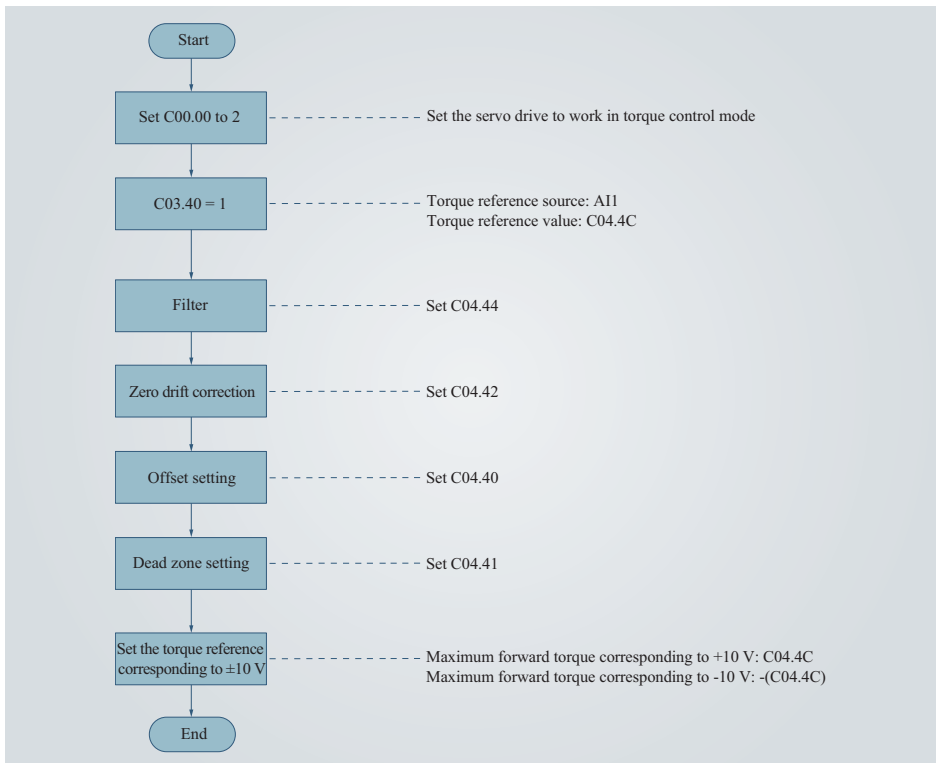 Start
Set C00.00 to 2
Set the servo drive to work in torque control mode
C03.40 = 1
Torque reference source: AI1
Torque reference value: C04.4C
Filter
Set C04.44
Zero drift correction
Set C04.42
Offset setting
Set C04.40
Dead zone setting
Set C04.41
Set the torque reference
corresponding to ±10 V
Maximum forward torque corresponding to +10 V: C04.4C
Maximum forward torque corresponding to -10 V: -(C04.4C)
End